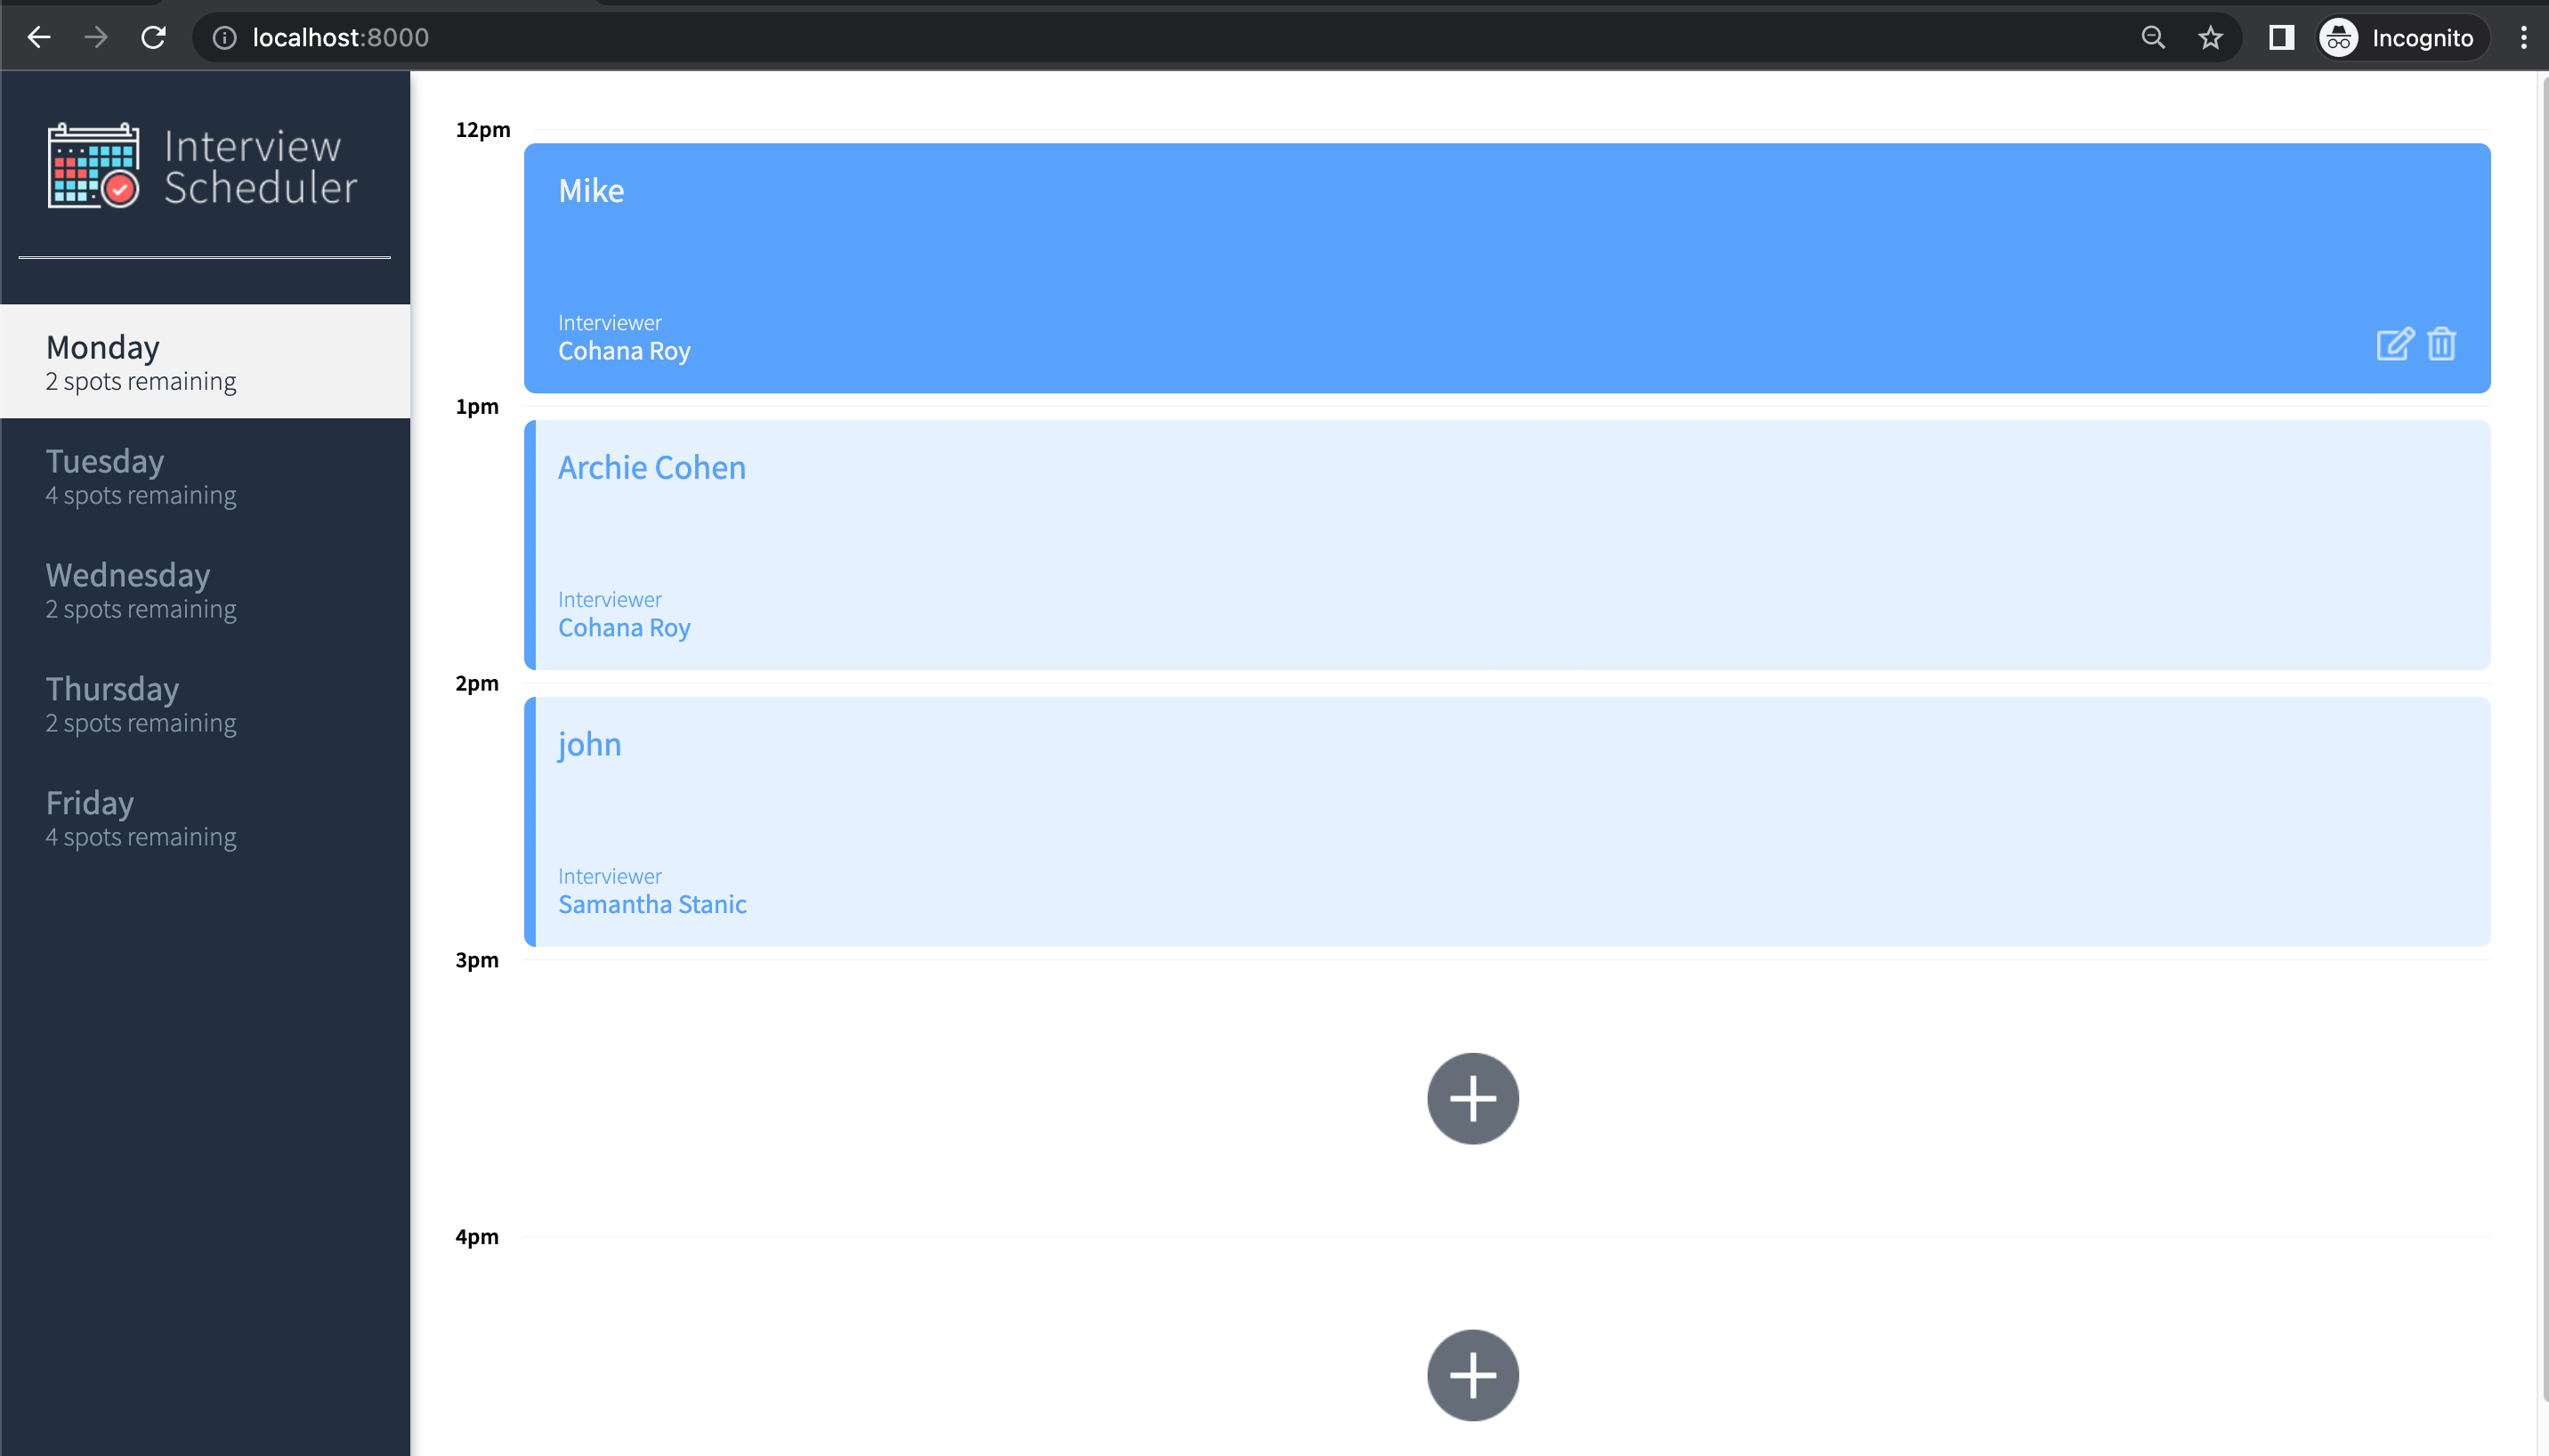 localhost:8000
Incognito
Interview
Scheduler
Monday
2 spots remaining
Tuesday
4 spots remaining
Wednesday
2 spots remaining
Thursday
2 spots remaining
Friday
4 spots remaining
12pm
Mike
Interviewer
Cohana Roy
1pm
Archie Cohen
Interviewer
Cohana Roy
2pm
john
Interviewer
Samantha Stanic
3pm
4pm